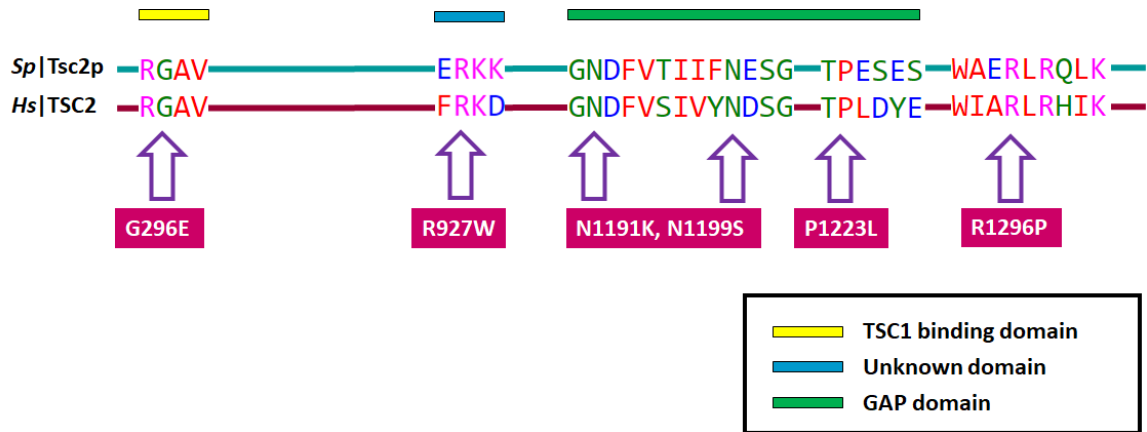 Sp|Tsc2p RGAV ERKK GNDFVTIIFNESG TPESES WAERLRQLK
Hs|TSC2 RGAV FRKD GNDFVSIVYNDSG TPLDYE WIARLRHIK
G296E R927W N1191K, N1199S P1223L R1296P
TSC1 binding domain
Unknown domain
GAP domain